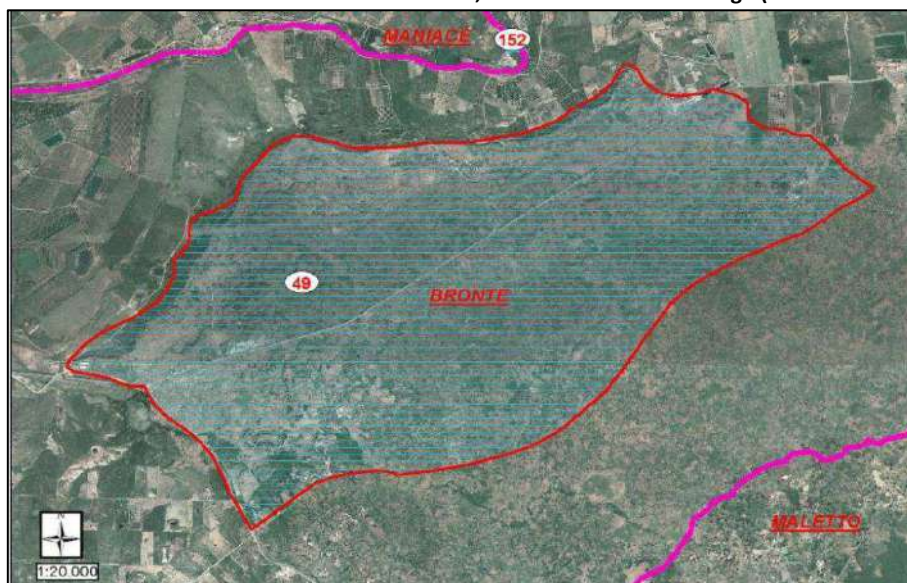 MANIACE
152
49
BRONTE
MALETTO
N
1:20 000